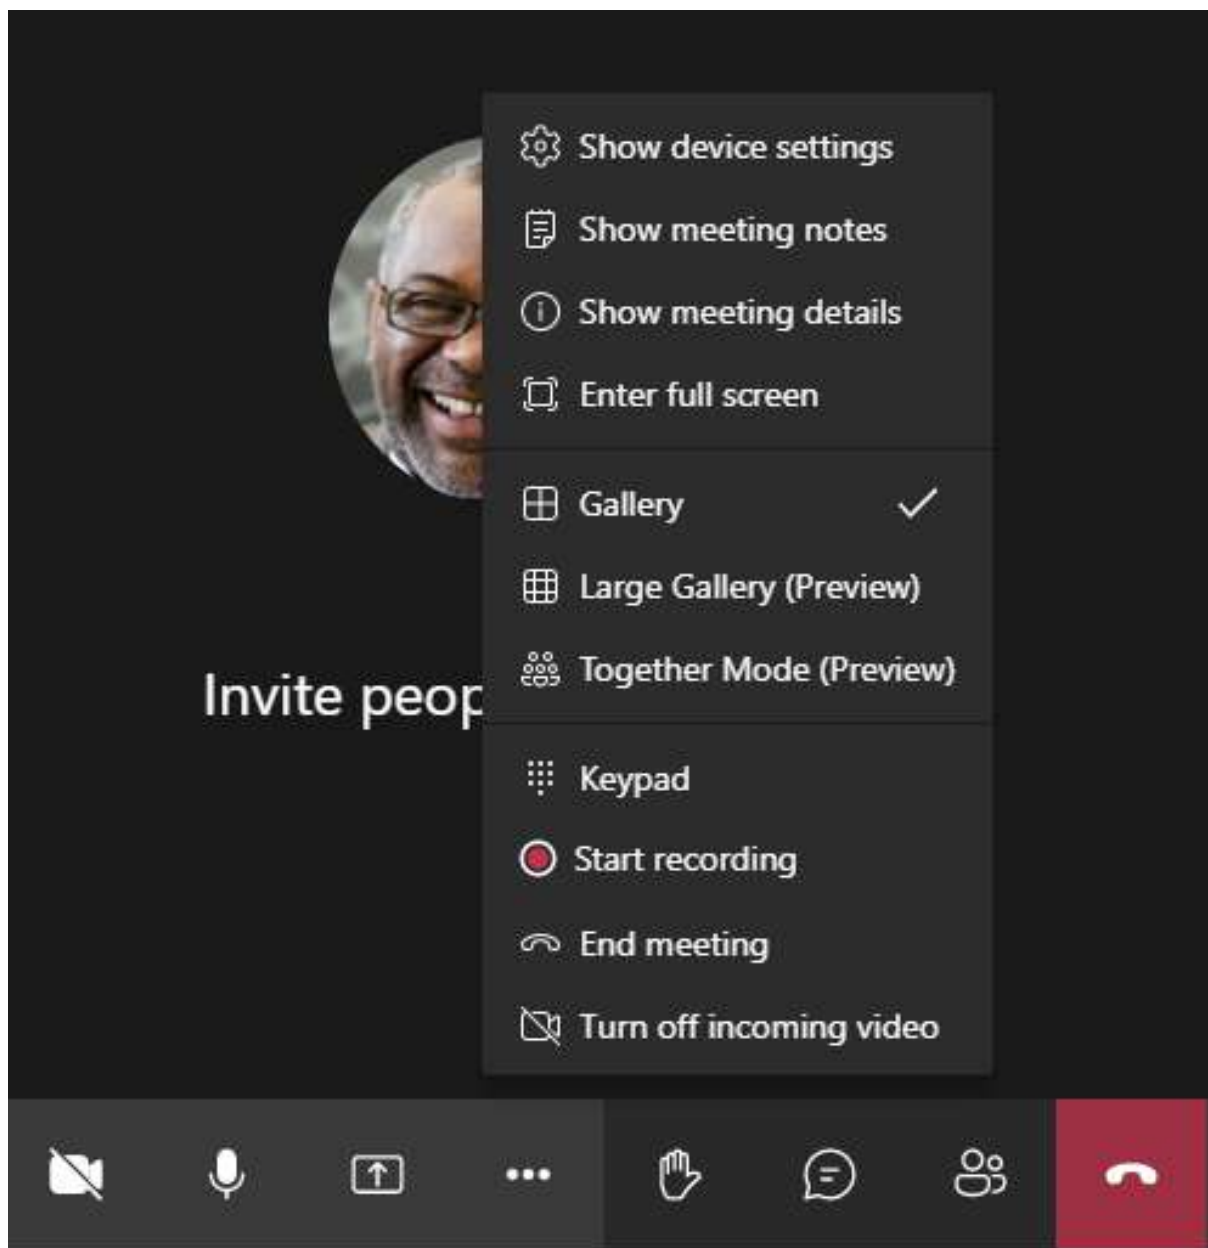 Show device settings
Show meeting notes
Show meeting details
Enter full screen
Gallery
Large Gallery (Preview)
Together Mode (Preview)
Invite peop
Keypad
Start recording
End meeting
Turn off incoming video